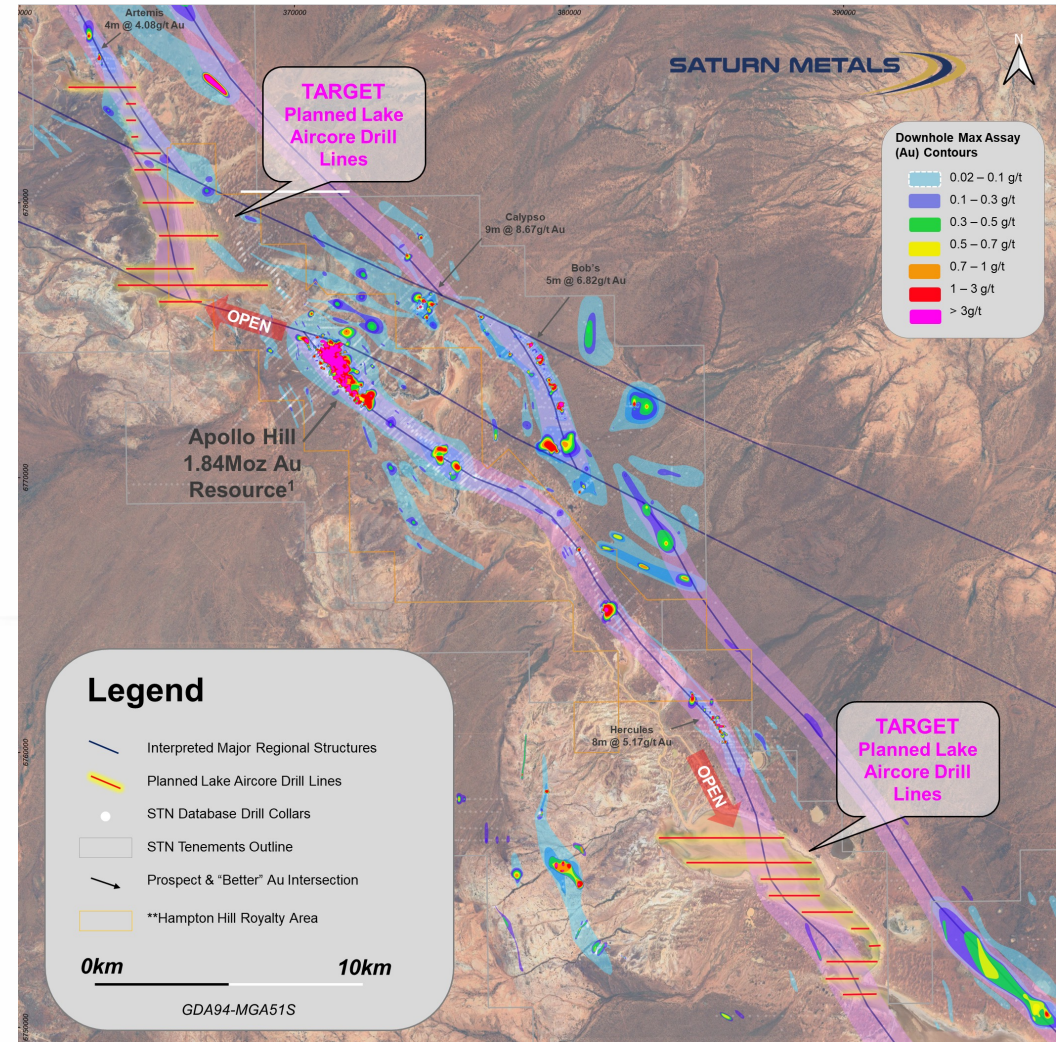 0000
370000
380000
390000
Artemis
4m @ 4.08g/t Au
SATURN METALS
N
TARGET
Planned Lake
Aircore Drill
Lines
Downhole Max Assay
(Au) Contours
0.02 – 0.1 g/t
0.1 – 0.3 g/t
0.3 – 0.5 g/t
0.5 – 0.7 g/t
0.7 – 1 g/t
1 – 3 g/t
> 3g/t
6780000
Calypso
9m @ 8.67g/t Au
Bob's
5m @ 6.82g/t Au
OPEN
Apollo Hill
1.84Moz Au
Resource¹
6770000
Legend
Interpreted Major Regional Structures
Planned Lake Aircore Drill Lines
STN Database Drill Collars
STN Tenements Outline
Prospect & “Better” Au Intersection
**Hampton Hill Royalty Area
0km
10km
GDA94-MGA51S
Hercules
8m @ 5.17g/t Au
OPEN
TARGET
Planned Lake
Aircore Drill
Lines
6760000
6750000